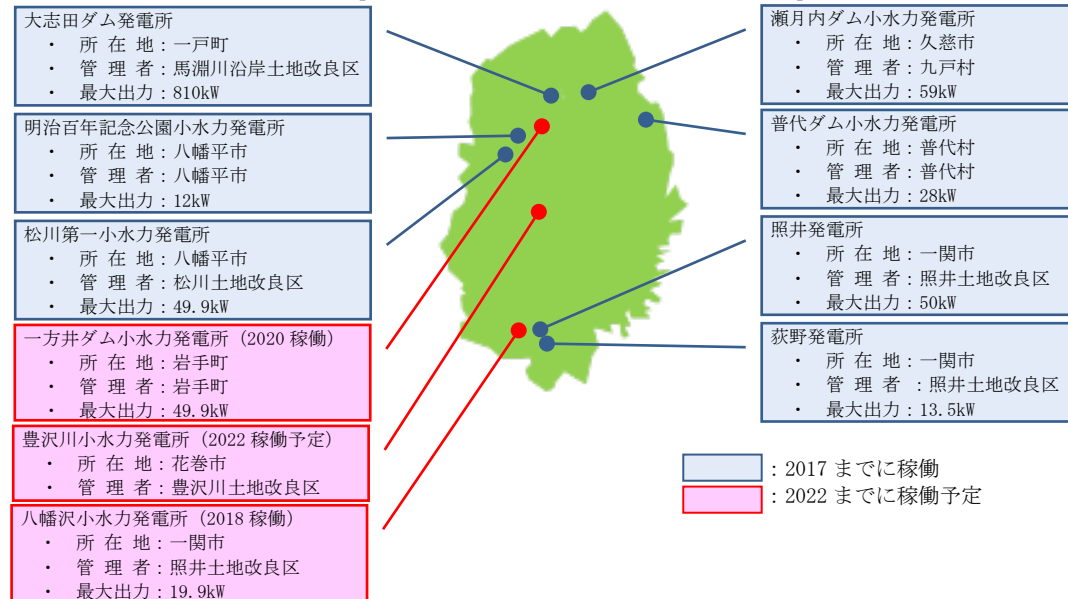 大志田ダム発電所
・ 所 在 地：一戸町
・ 管 理 者：馬淵川沿岸土地改良区
・ 最大出力：810kW
明治百年記念公園小水力発電所
・ 所 在 地：八幡平市
・ 管 理 者：八幡平市
・ 最大出力：12kW
松川第一小水力発電所
・ 所 在 地：八幡平市
・ 管 理 者：松川土地改良区
・ 最大出力：49.9kW
一方井ダム小水力発電所（2020 稼働）
・ 所 在 地：岩手町
・ 管 理 者：岩手町
・ 最大出力：49.9kW
豊沢川小水力発電所（2022 稼働予定）
・ 所 在 地：花巻市
・ 管 理 者：豊沢川土地改良区
八幡沢小水力発電所（2018 稼働）
・ 所 在 地：一関市
・ 管 理 者：照井土地改良区
・ 最大出力：19.9kW
瀬月内ダム小水力発電所
・ 所 在 地：久慈市
・ 管 理 者：九戸村
・ 最大出力：59kW
普代ダム小水力発電所
・ 所 在 地：普代村
・ 管 理 者：普代村
・ 最大出力：28kW
照井発電所
・ 所 在 地：一関市
・ 管 理 者：照井土地改良区
・ 最大出力：50kW
荻野発電所
・ 所 在 地：一関市
・ 管 理 者 ：照井土地改良区
・ 最大出力：13.5kW
：2017 までに稼働
：2022 までに稼働予定